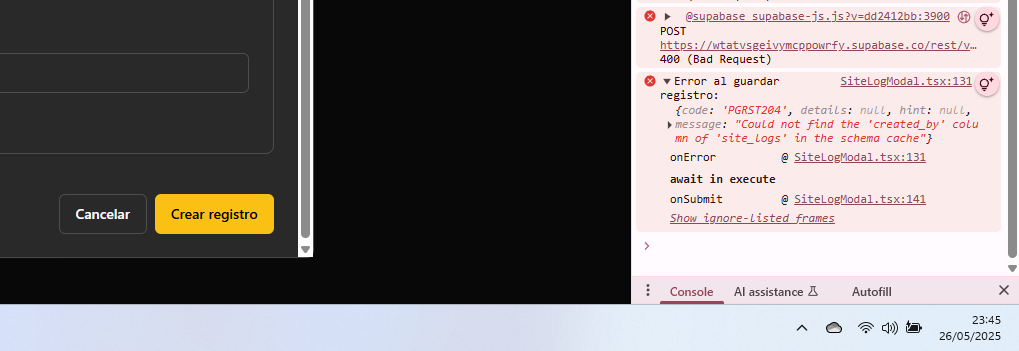 @supabase_supabase-js.js?v=dd2412bb:3900
POST
https://wtatvsgeivymcppowrfy.supabase.co/rest/v…
400 (Bad Request)
Error al guardar SiteLogModal.tsx:131
registro:
{code: 'PGRST204', details: null, hint: null,
message: "Could not find the 'created_by' colu
mn of 'site_logs' in the schema cache"}
onError @ SiteLogModal.tsx:131
await in execute
onSubmit @ SiteLogModal.tsx:141
Show ignore-listed frames
Cancelar
Crear registro
Console AI assistance Autofill
23:45
26/05/2025